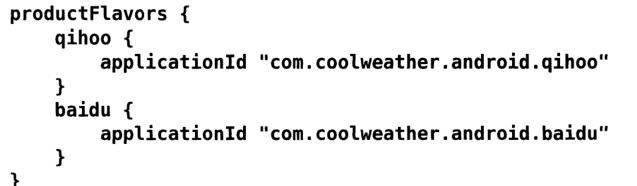 productFlavors {
    qihoo {
        applicationId "com.coolweather.android.qihoo"
    }
    baidu {
        applicationId "com.coolweather.android.baidu"
    }
}